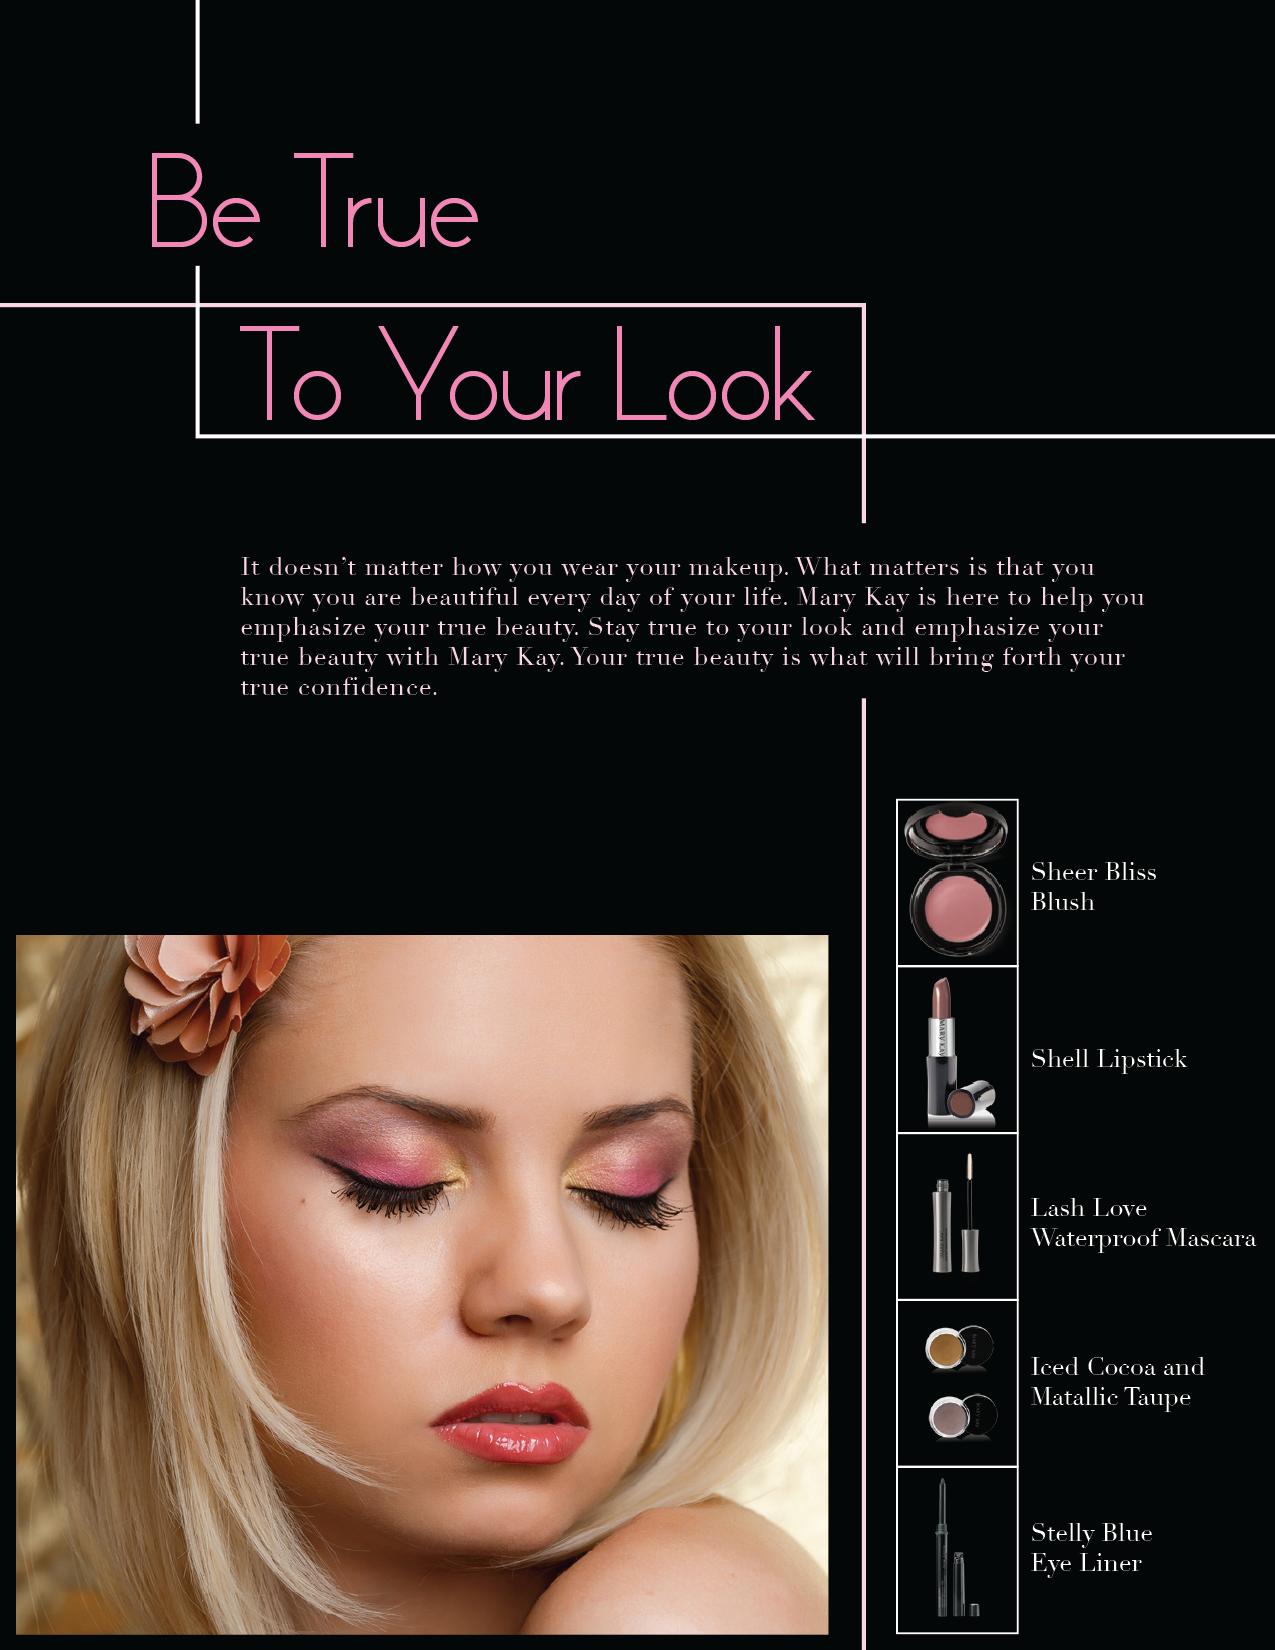 Be True
To Your Look
It doesn’t matter how you wear your makeup. What matters is that you
know you are beautiful every day of your life. Mary Kay is here to help you
emphasize your true beauty. Stay true to your look and emphasize your
true beauty with Mary Kay. Your true beauty is what will bring forth your
true confidence.
Sheer Bliss
Blush
MARY KAY
Shell Lipstick
Lash Love
Waterproof Mascara
Iced Cocoa and
Matallic Taupe
Stelly Blue
Eye Liner